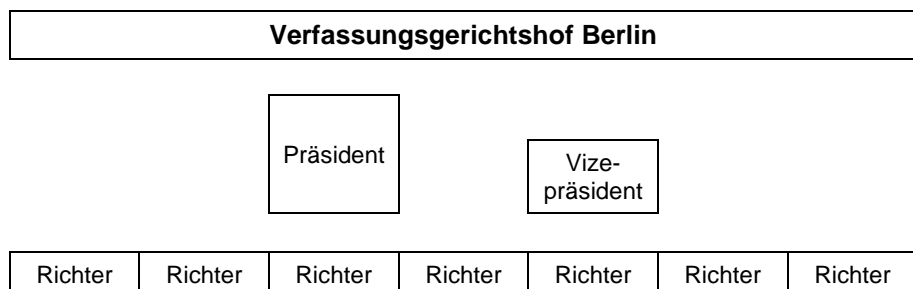 Verfassungsgerichtshof Berlin
Präsident
Vize-
präsident
Richter Richter Richter Richter Richter Richter Richter